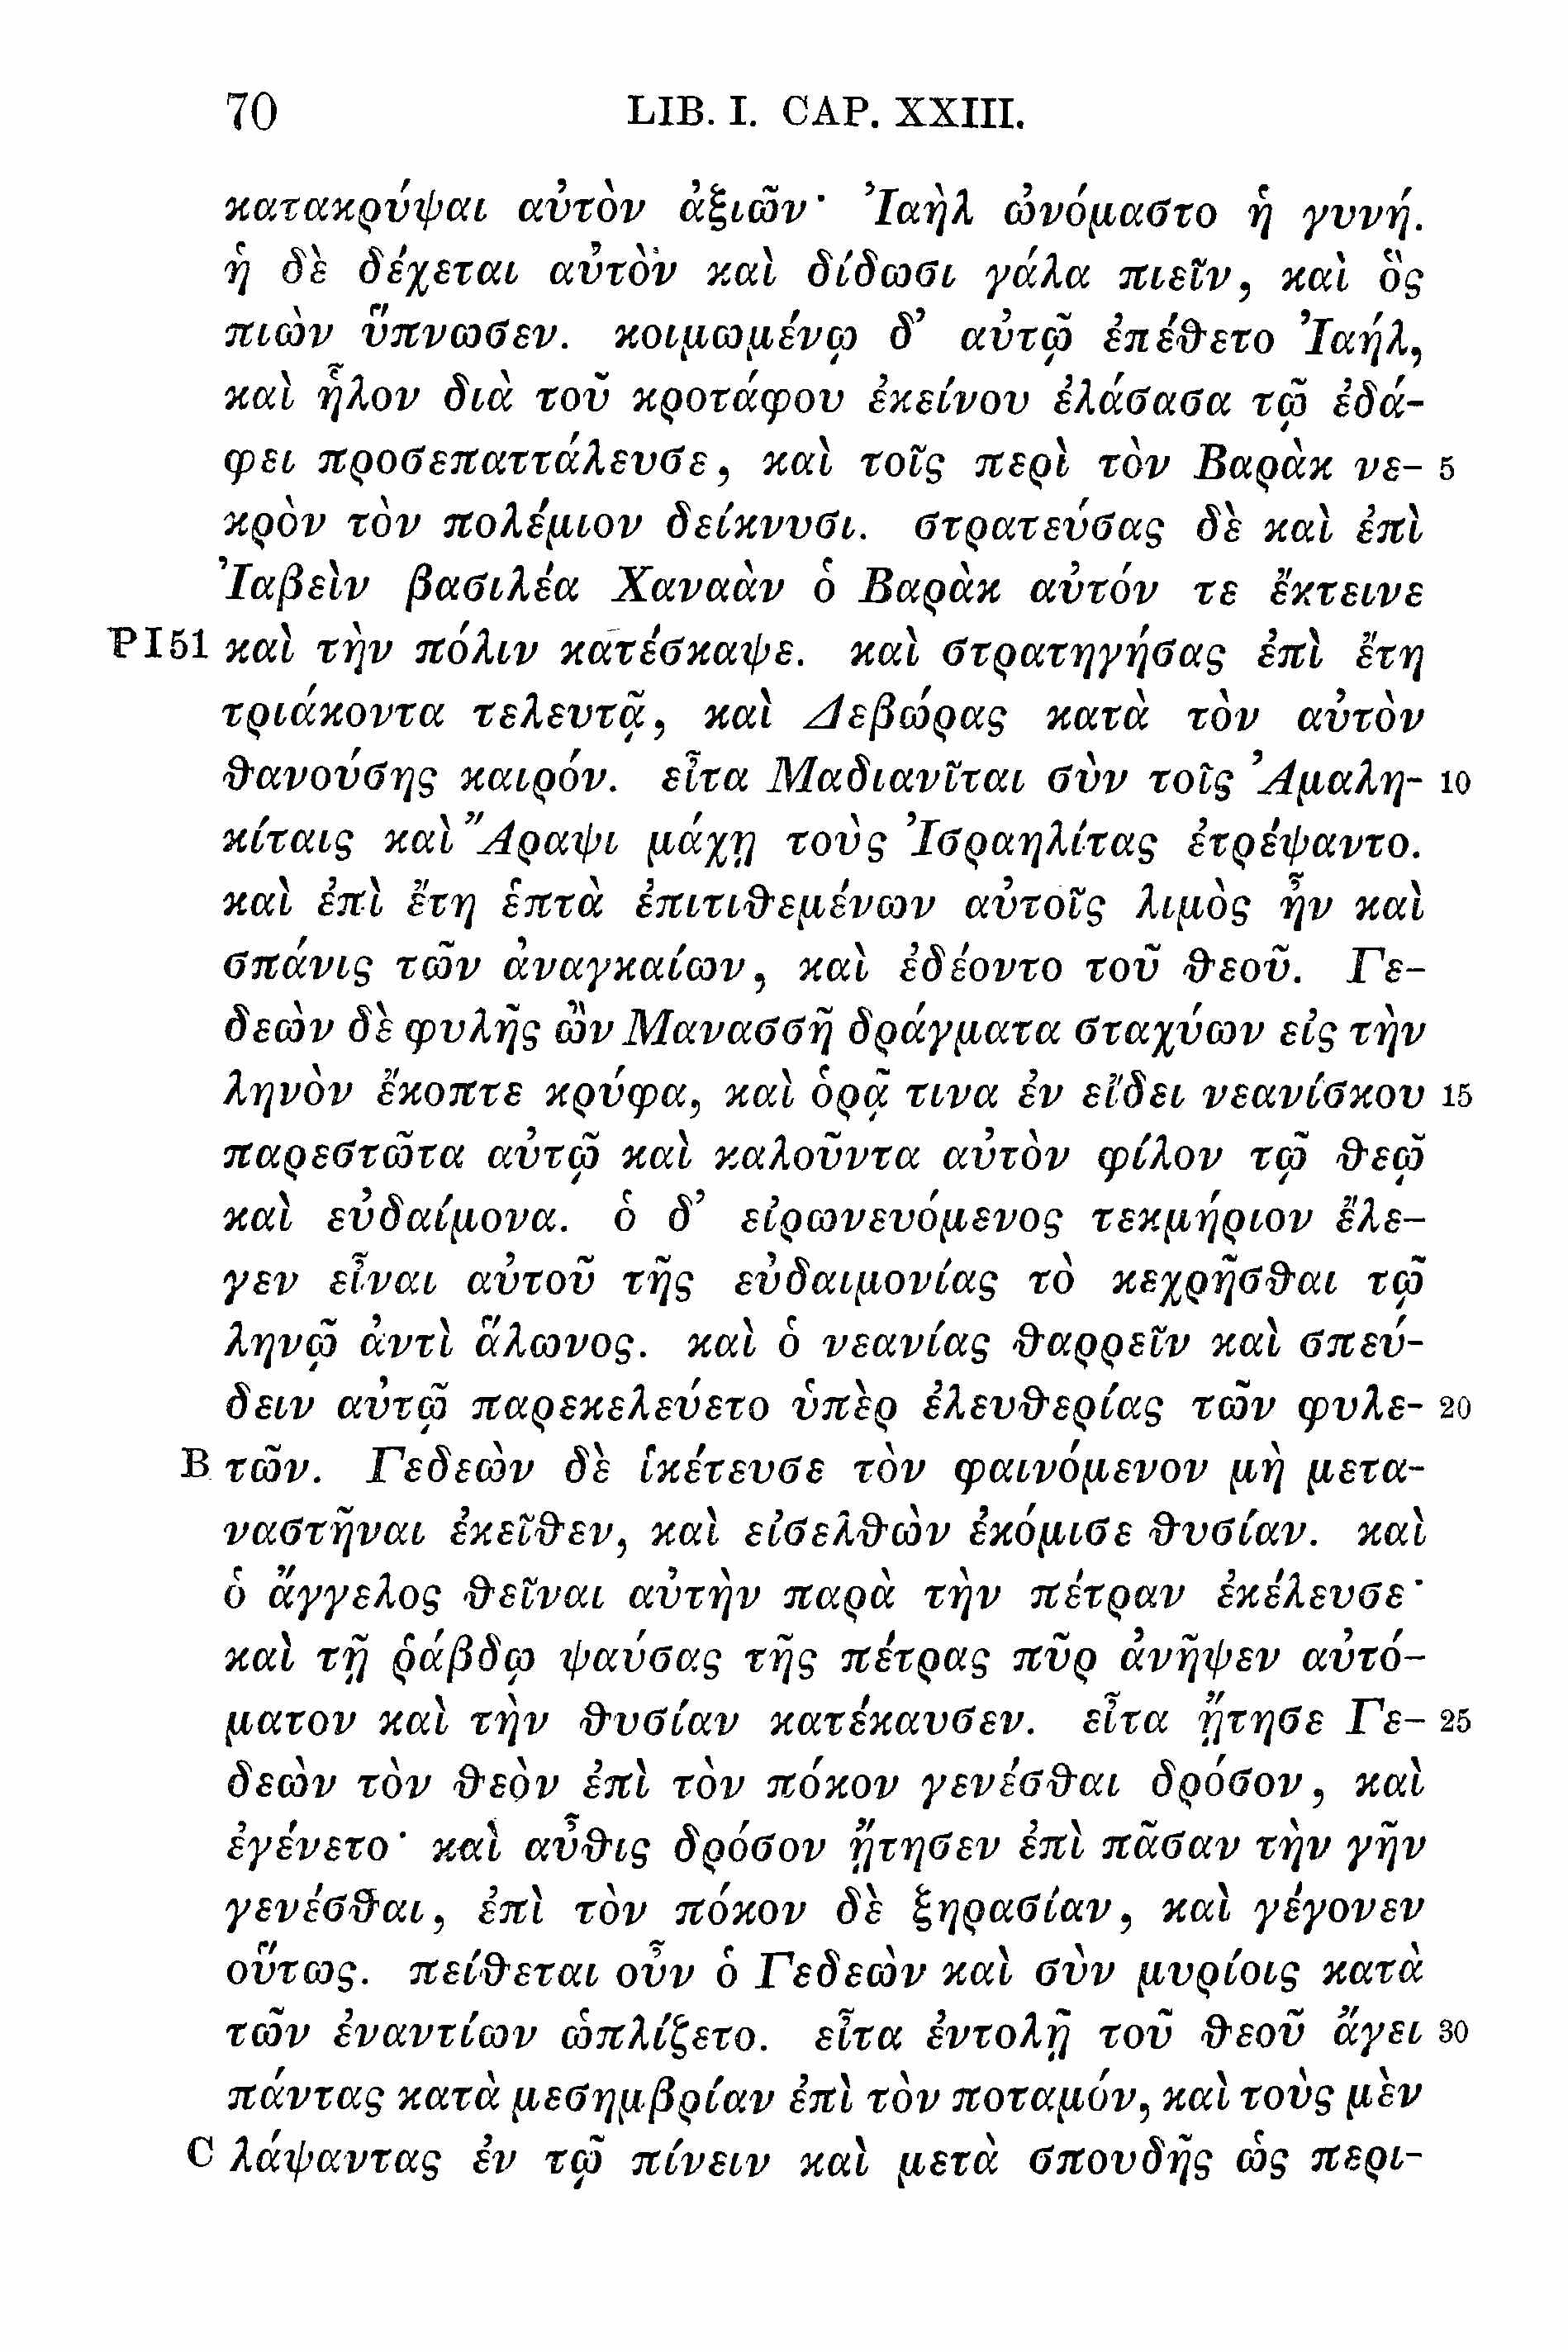 70 LIB. I. CAP. XXIII.
κατακρύψαι αὐτὸν ἀξιῶν· Ἰαὴλ ὠνόμαστο ἡ γυνή.
ἡ δὲ δέχεται αὐτὸν καὶ δίδωσι γάλα πιεῖν, καὶ ὃς
πιὼν ὕπνωσεν. κοιμωμένῳ δ’ αὐτῷ ἐπέθετο Ἰαήλ,
καὶ ἧλον διὰ τοῦ κροτάφου ἐκείνου ἐλάσασα τῷ ἐδά-
φει προσεπαττάλευσε, καὶ τοῖς περὶ τὸν Βαρὰκ νε- 5
κρὸν τὸν πολέμιον δείκνυσι. στρατεύσας δὲ καὶ ἐπὶ
Ἰαβεὶν βασιλέα Χαναὰν ὁ Βαρὰκ αὐτόν τε ἔκτεινε
P I 51 καὶ τὴν πόλιν κατέσκαψε. καὶ στρατηγήσας ἐπὶ ἔτη
τριάκοντα τελευτᾷ, καὶ Δεβώρας κατὰ τὸν αὐτὸν
θανούσης καιρόν. εἶτα Μαδιανῖται σὺν τοῖς Ἀμαλη- 10
κίταις καὶ Ἄραψι μάχῃ τοὺς Ἰσραηλίτας ἐτρέψαντο.
καὶ ἐπὶ ἔτη ἑπτὰ ἐπιτιθεμένων αὐτοῖς λιμὸς ἦν καὶ
σπάνις τῶν ἀναγκαίων, καὶ ἐδέοντο τοῦ θεοῦ. Γε-
δεὼν δὲ φυλῆς ὢν Μανασσῆ δράγματα σταχύων εἰς τὴν
ληνὸν ἔκοπτε κρύφα, καὶ ὁρᾷ τινα ἐν εἴδει νεανίσκου 15
παρεστῶτα αὐτῷ καὶ καλοῦντα αὐτὸν φίλον τῷ θεῷ
καὶ εὐδαίμονα. ὁ δ’ εἰρωνευόμενος τεκμήριον ἔλε-
γεν εἶναι αὐτοῦ τῆς εὐδαιμονίας τὸ κεχρῆσθαι τῷ
ληνῷ ἀντὶ ἅλωνος. καὶ ὁ νεανίας θαρρεῖν καὶ σπεύ-
δειν αὐτῷ παρεκελεύετο ὑπὲρ ἐλευθερίας τῶν φυλε- 20
B τῶν. Γεδεὼν δὲ ἱκέτευσε τὸν φαινόμενον μὴ μετα-
ναστῆναι ἐκεῖθεν, καὶ εἰσελθὼν ἐκόμισε θυσίαν. καὶ
ὁ ἄγγελος θεῖναι αὐτὴν παρὰ τὴν πέτραν ἐκέλευσε·
καὶ τῇ ῥάβδῳ ψαύσας τῆς πέτρας πῦρ ἀνῆψεν αὐτό-
ματον καὶ τὴν θυσίαν κατέκαυσεν. εἶτα ᾔτησε Γε- 25
δεὼν τὸν θεὸν ἐπὶ τὸν πόκον γενέσθαι δρόσον, καὶ
ἐγένετο· καὶ αὖθις δρόσον ᾔτησεν ἐπὶ πᾶσαν τὴν γῆν
γενέσθαι, ἐπὶ τὸν πόκον δὲ ξηρασίαν, καὶ γέγονεν
οὕτως. πείθεται οὖν ὁ Γεδεὼν καὶ σὺν μυρίοις κατὰ
τῶν ἐναντίων ὡπλίζετο. εἶτα ἐντολῇ τοῦ θεοῦ ἄγει 30
πάντας κατὰ μεσημβρίαν ἐπὶ τὸν ποταμόν, καὶ τοὺς μὲν
C λάψαντας ἐν τῷ πίνειν καὶ μετὰ σπουδῆς ὡς περι-